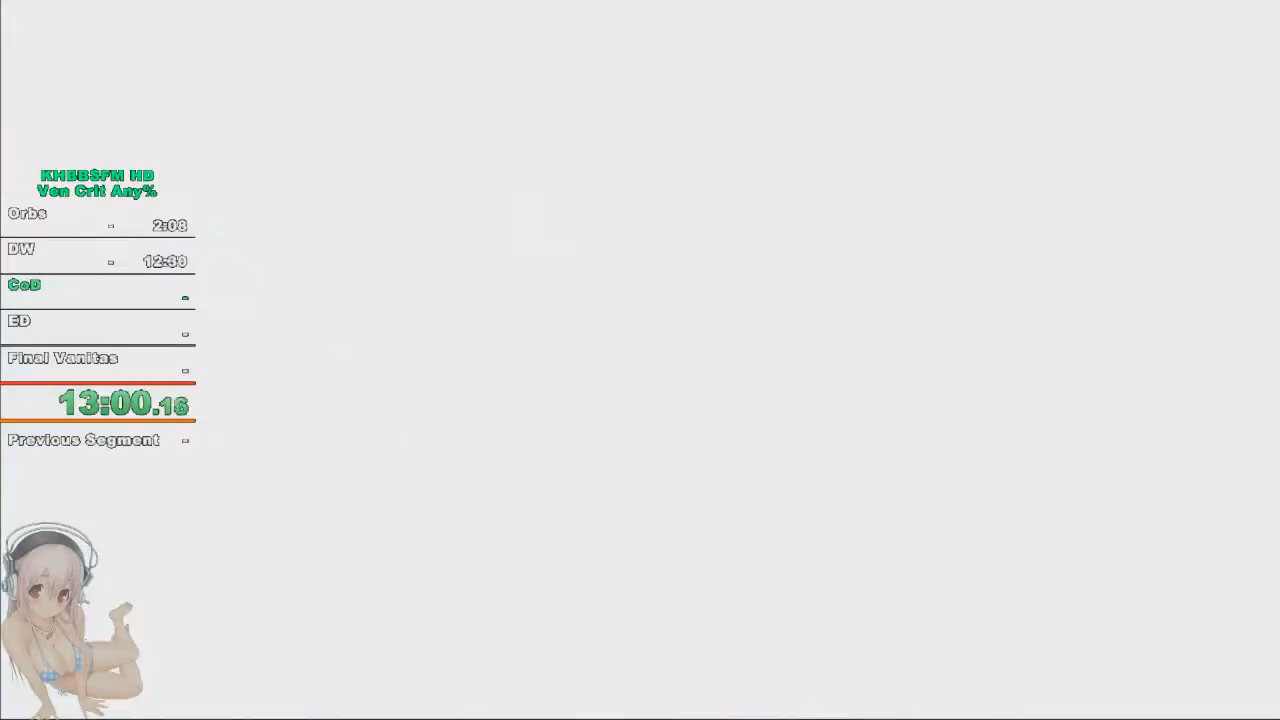 KHBBSFM HD
Ven Crit Any%
Orbs
- 2:08
DW
- 12:30
CoD
-
ED
-
Final Vanitas
-
13:00.16
Previous Segment -